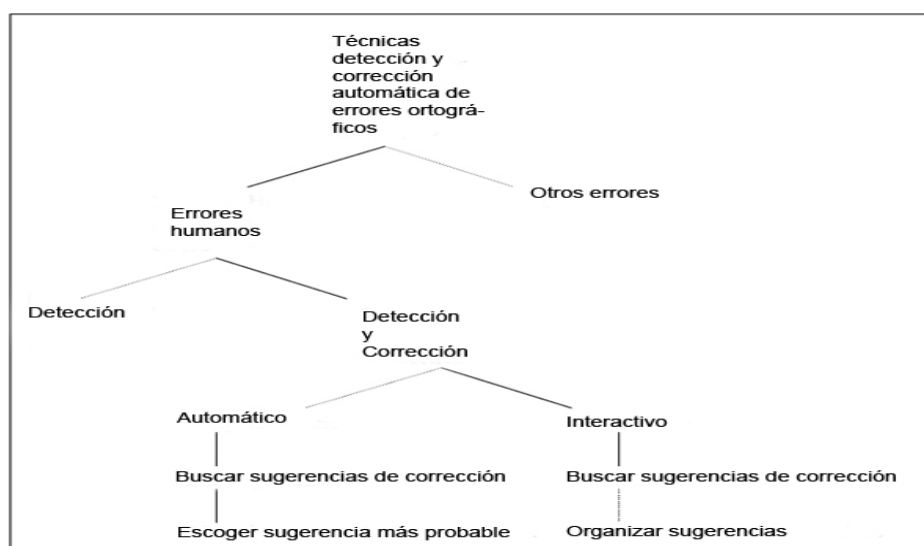 Técnicas
detección y
corrección
automática de
errores ortográ-
ficos
Otros errores
Errores
humanos
Detección
Detección
y
Corrección
Automático
Interactivo
Buscar sugerencias de corrección
Buscar sugerencias de corrección
Escoger sugerencia más probable
Organizar sugerencias